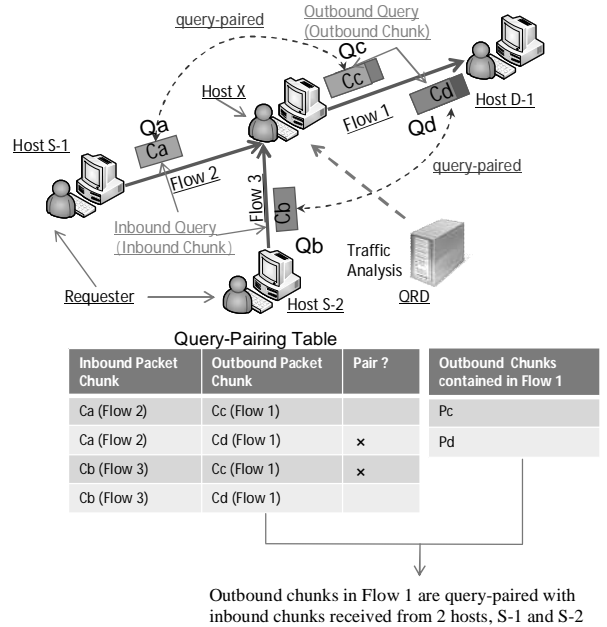 query-paired
Outbound Query
(Outbound Chunk)
Qc
Cc
Host X
Cd
Host D-1
Qa
Ca
Flow 1
Qd
Host S-1
Flow 2
query-paired
Flow 3
Cb
Inbound Query
(Inbound Chunk)
Qb
Traffic
Analysis
QRD
Requester
Host S-2
Query-Pairing Table
Inbound Packet Chunk | Outbound Packet Chunk | Pair ?
Ca (Flow 2) | Cc (Flow 1)
Ca (Flow 2) | Cd (Flow 1) | ×
Cb (Flow 3) | Cc (Flow 1) | ×
Cb (Flow 3) | Cd (Flow 1)
Outbound Chunks
contained in Flow 1
Pc
Pd
Outbound chunks in Flow 1 are query-paired with
inbound chunks received from 2 hosts, S-1 and S-2